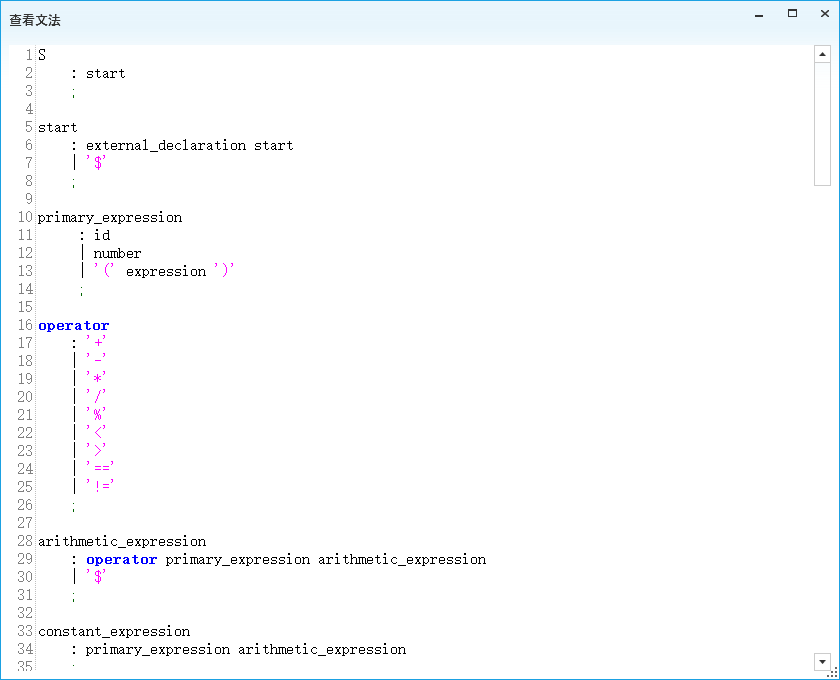 查看文法
1 S
2 : start
3 ;
4
5 start
6 : external_declaration start
7 | '$'
8 ;
9
10 primary_expression
11 : id
12 | number
13 | '(' expression ')'
14 ;
15
16 operator
17 : '+'
18 | '-'
19 | '*'
20 | '/'
21 | '%'
22 | '<'
23 | '>'
24 | '=='
25 | '!='
26 ;
27
28 arithmetic_expression
29 : operator primary_expression arithmetic_expression
30 | '$'
31 ;
32
33 constant_expression
34 : primary_expression arithmetic_expression
35